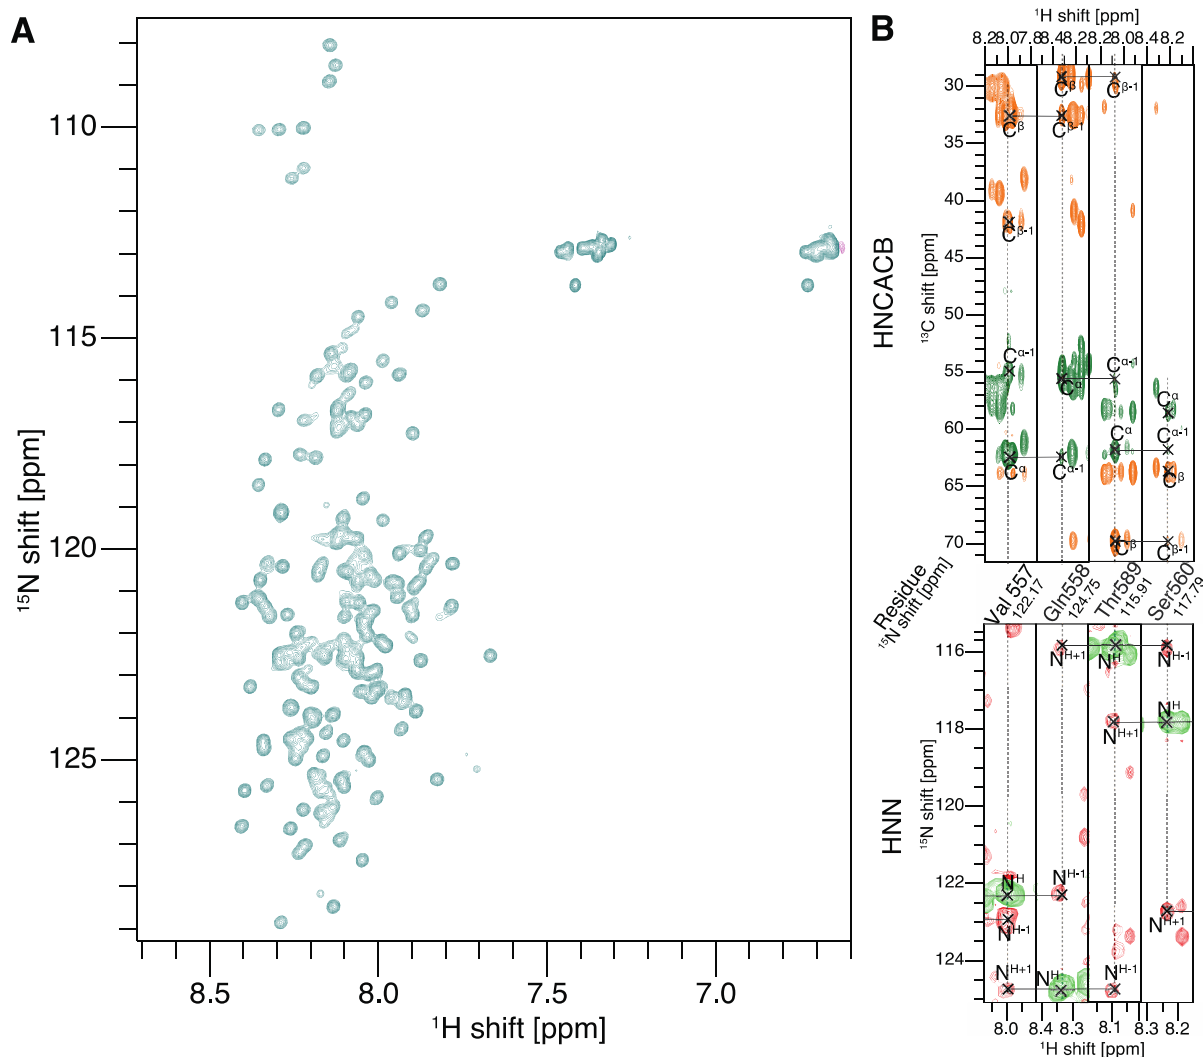 A
110
115
120
125
¹⁵N shift [ppm]
8.5 8.0 7.5 7.0
¹H shift [ppm]
B
¹H shift [ppm]
8.2 8.0 7.8 8.4 8.2 8.2 8.0 8.4 8.2
HNCACB
¹³C shift [ppm]
30
35
40
45
50
55
60
65
70
Cβ Cβ-1
Cβ Cβ-1
Cβ-1
Cα-1 Cα-1
Cα Cα
Cα Cα-1
Cα Cα-1
Cβ
Cβ Cβ-1
Residue
¹⁵N shift [ppm]
Val 557
122.17
Gln558
124.75
Thr589
115.91
Ser560
117.79
HNN
¹⁵N shift [ppm]
116
118
120
122
124
NH+1 NH NH-1
NH
NH+1
NH NH-1
NH-1 NH+1
NH+1 NH NH-1
8.0 8.4 8.3 8.1 8.3 8.2
¹H shift [ppm]